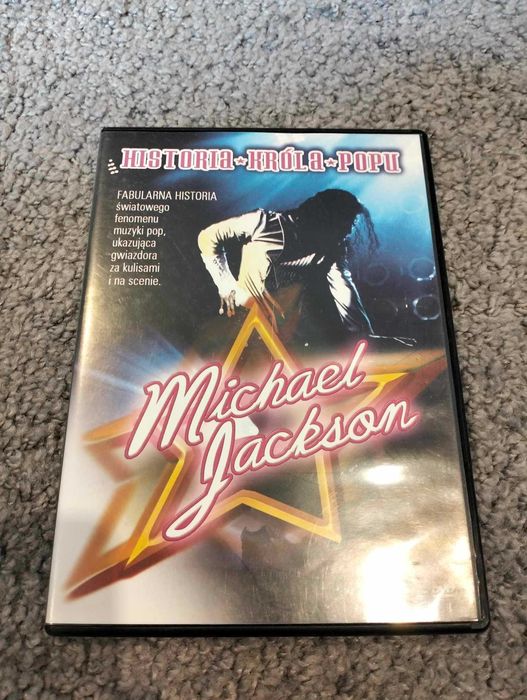 HISTORIA★KRÓLA★POPU
FABULARNA HISTORIA
światowego
fenomenu
muzyki pop,
ukazująca
gwiazdora
za kulisami
i na scenie.
Michael
Jackson